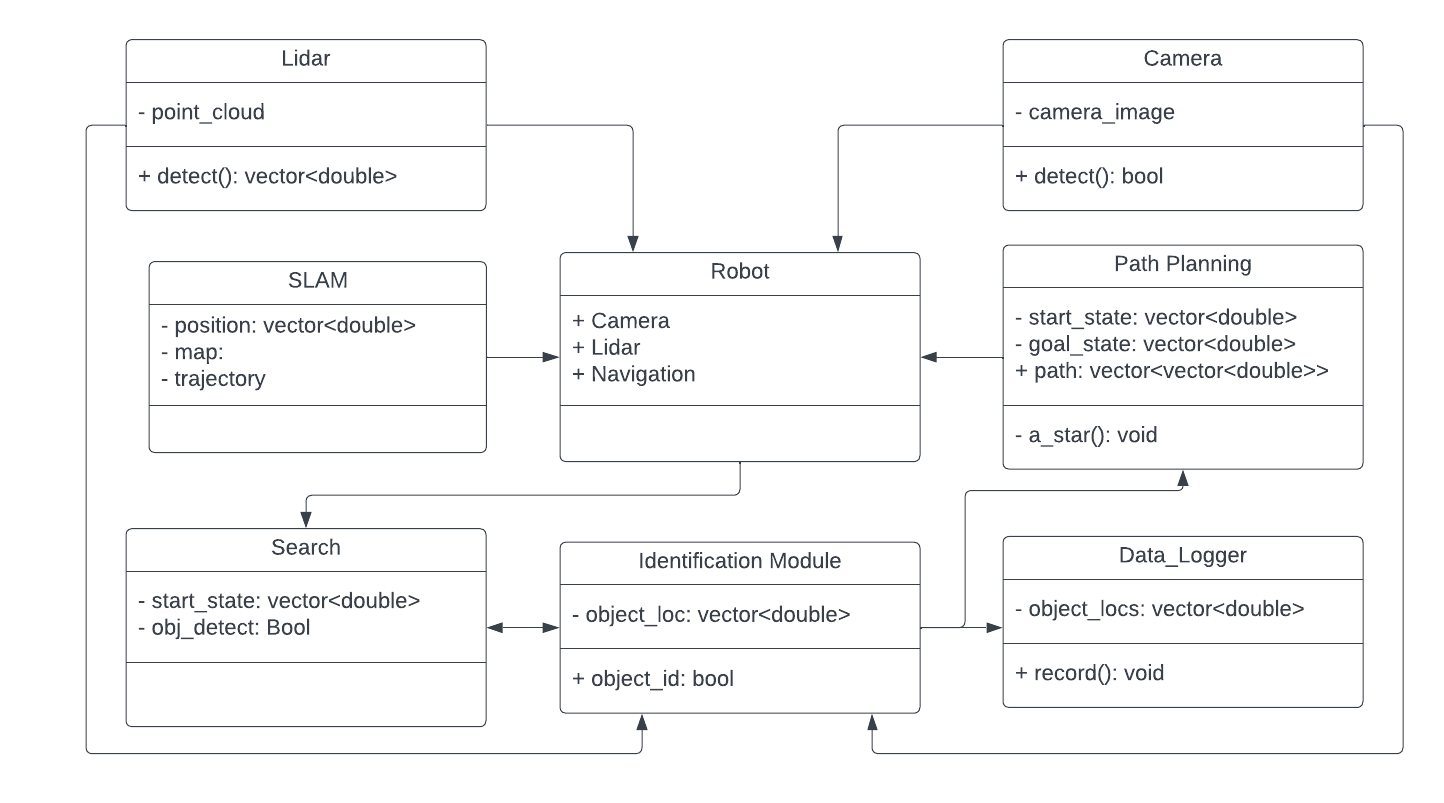 Lidar
- point_cloud
+ detect(): vector<double>
Camera
- camera_image
+ detect(): bool
SLAM
- position: vector<double>
- map:
- trajectory
Robot
+ Camera
+ Lidar
+ Navigation
Path Planning
- start_state: vector<double>
- goal_state: vector<double>
+ path: vector<vector<double>>
- a_star(): void
Search
- start_state: vector<double>
- obj_detect: Bool
Identification Module
- object_loc: vector<double>
+ object_id: bool
Data_Logger
- object_locs: vector<double>
+ record(): void